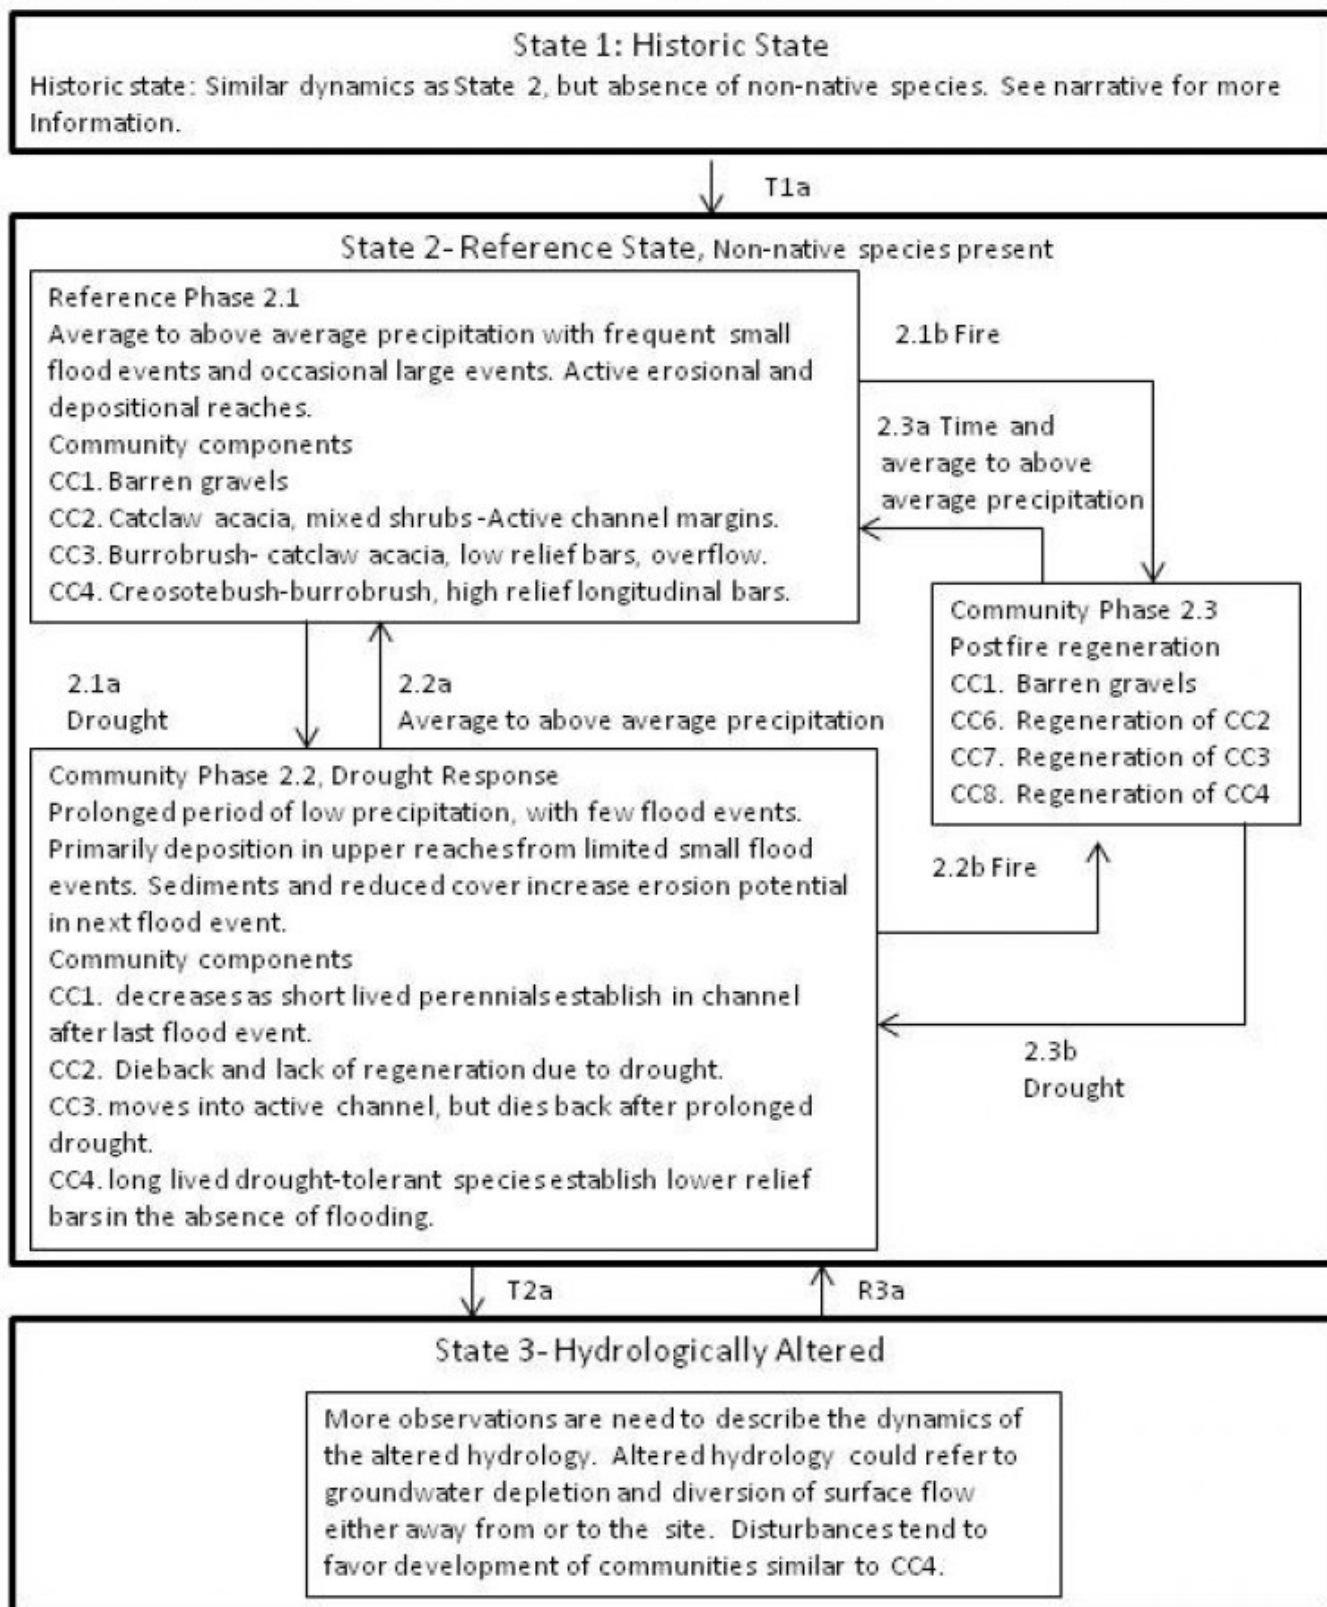 State 1: Historic State
Historic state: Similar dynamics as State 2, but absence of non-native species. See narrative for more
Information.
T1a
State 2- Reference State, Non-native species present
Reference Phase 2.1
Average to above average precipitation with frequent small
flood events and occasional large events. Active erosional and
depositional reaches.
Community components
CC1. Barren gravels
CC2. Catclaw acacia, mixed shrubs -Active channel margins.
CC3. Burrobrush- catclaw acacia, low relief bars, overflow.
CC4. Creosotebush-burrobrush, high relief longitudinal bars.
2.1b Fire
2.3a Time and
average to above
average precipitation
Community Phase 2.3
Postfire regeneration
CC1. Barren gravels
CC6. Regeneration of CC2
CC7. Regeneration of CC3
CC8. Regeneration of CC4
2.1a
Drought
2.2a
Average to above average precipitation
Community Phase 2.2, Drought Response
Prolonged period of low precipitation, with few flood events.
Primarily deposition in upper reaches from limited small flood
events. Sediments and reduced cover increase erosion potential
in next flood event.
Community components
CC1. decreases as short lived perennials establish in channel
after last flood event.
CC2. Dieback and lack of regeneration due to drought.
CC3. moves into active channel, but dies back after prolonged
drought.
CC4. long lived drought-tolerant species establish lower relief
bars in the absence of flooding.
2.2b Fire
2.3b
Drought
T2a
R3a
State 3- Hydrologically Altered
More observations are need to describe the dynamics of
the altered hydrology. Altered hydrology could refer to
groundwater depletion and diversion of surface flow
either away from or to the site. Disturbances tend to
favor development of communities similar to CC4.